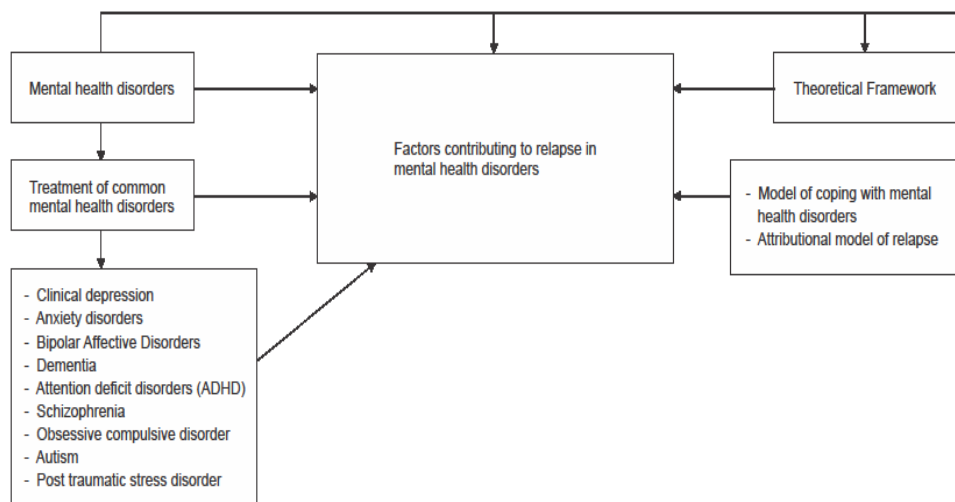 Mental health disorders
Theoretical Framework
Factors contributing to relapse in
mental health disorders
Treatment of common
mental health disorders
- Model of coping with mental
health disorders
- Attributional model of relapse
- Clinical depression
- Anxiety disorders
- Bipolar Affective Disorders
- Dementia
- Attention deficit disorders (ADHD)
- Schizophrenia
- Obsessive compulsive disorder
- Autism
- Post traumatic stress disorder